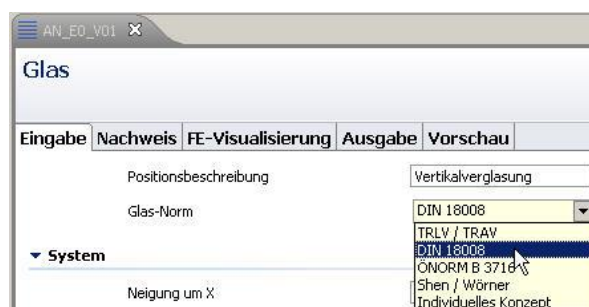 AN_E0_V01
Glas
Eingabe Nachweis FE-Visualisierung Ausgabe Vorschau
Positionsbeschreibung Vertikalverglasung
Glas-Norm DIN 18008
TRLV / TRAV
DIN 18008
System
ÖNORM B 3716
Shen / Wörner
Neigung um X
Individuelles Konzept